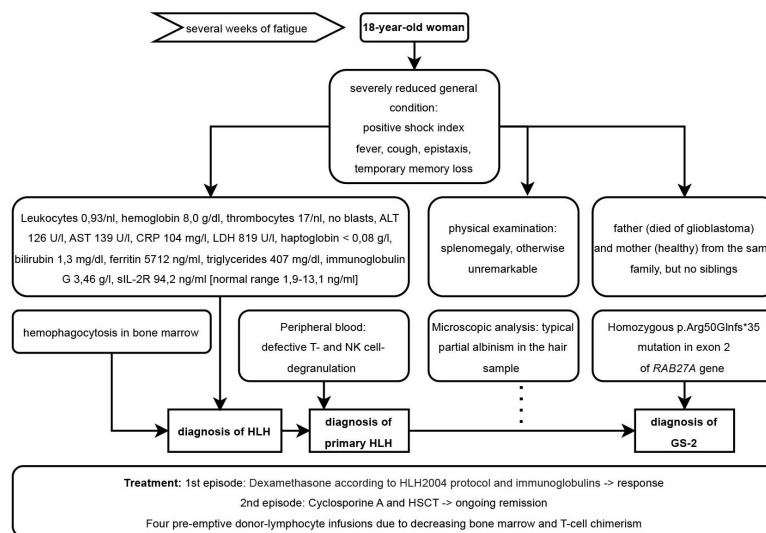 several weeks of fatigue
18-year-old woman
severely reduced general
condition:
positive shock index
fever, cough, epistaxis,
temporary memory loss
Leukocytes 0,93/nl, hemoglobin 8,0 g/dl, thrombocytes 17/nl, no blasts, ALT
126 U/l, AST 139 U/l, CRP 104 mg/l, LDH 819 U/l, haptoglobin < 0,08 g/l,
bilirubin 1,3 mg/dl, ferritin 5712 ng/ml, triglycerides 407 mg/dl, immunoglobulin
G 3,46 g/l, sIL-2R 94,2 ng/ml [normal range 1,9-13,1 ng/ml]
physical examination:
splenomegaly, otherwise
unremarkable
father (died of glioblastoma)
and mother (healthy) from the same
family, but no siblings
hemophagocytosis in bone marrow
Peripheral blood:
defective T- and NK cell-
degranulation
Microscopic analysis: typical
partial albinism in the hair
sample
Homozygous p.Arg50Glnfs*35
mutation in exon 2
of RAB27A gene
diagnosis of HLH
diagnosis of
primary HLH
diagnosis of
GS-2
Treatment: 1st episode: Dexamethasone according to HLH2004 protocol and immunoglobulins -> response
2nd episode: Cyclosporine A and HSCT -> ongoing remission
Four pre-emptive donor-lymphocyte infusions due to decreasing bone marrow and T-cell chimerism